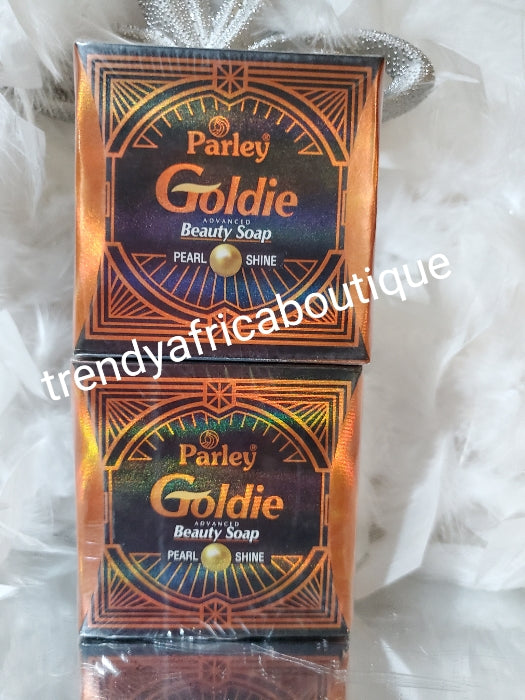 Parley®
Goldie
ADVANCED
Beauty Soap
PEARL SHINE
trendyafricaboutique
Parley®
Goldie
ADVANCED
Beauty Soap
PEARL SHINE